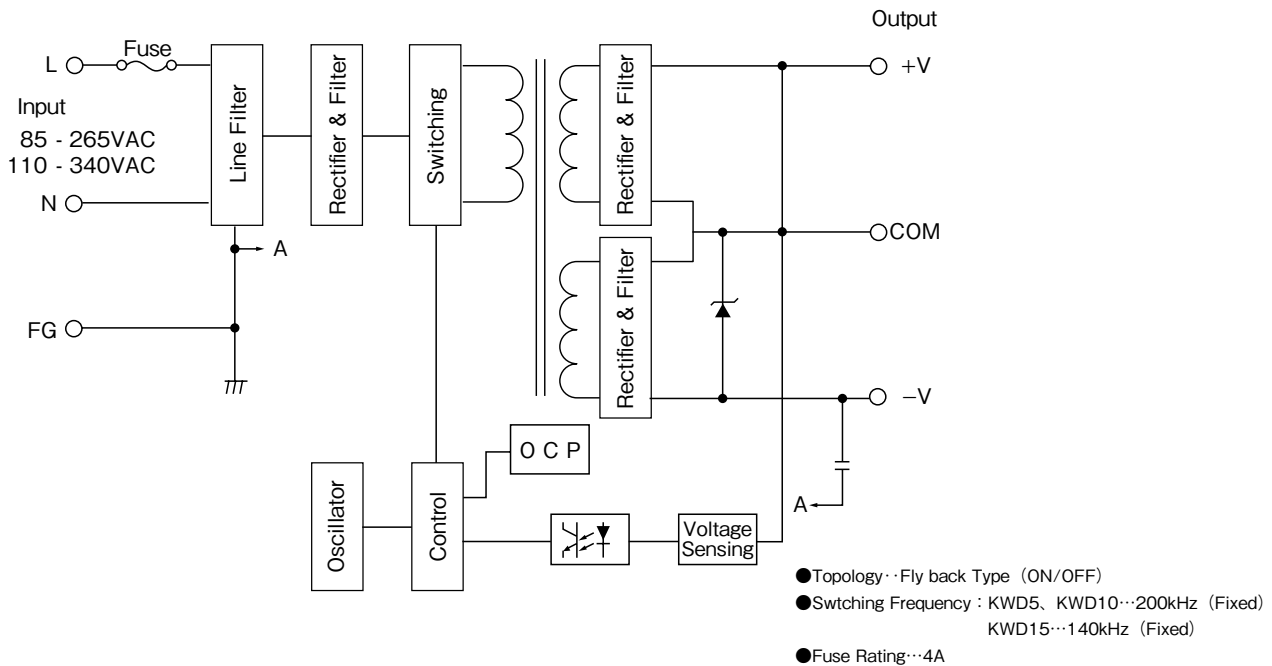 Output
Fuse
L
+V
Input
85 - 265VAC
110 - 340VAC
N
Line Filter
Rectifier & Filter
Switching
Rectifier & Filter
COM
A
Rectifier & Filter
FG
−V
O C P
Oscillator
Control
A
Voltage
Sensing
●Topology‥Fly back Type (ON/OFF)
●Swtching Frequency：KWD5、KWD10…200kHz (Fixed)
KWD15…140kHz (Fixed)
●Fuse Rating…4A